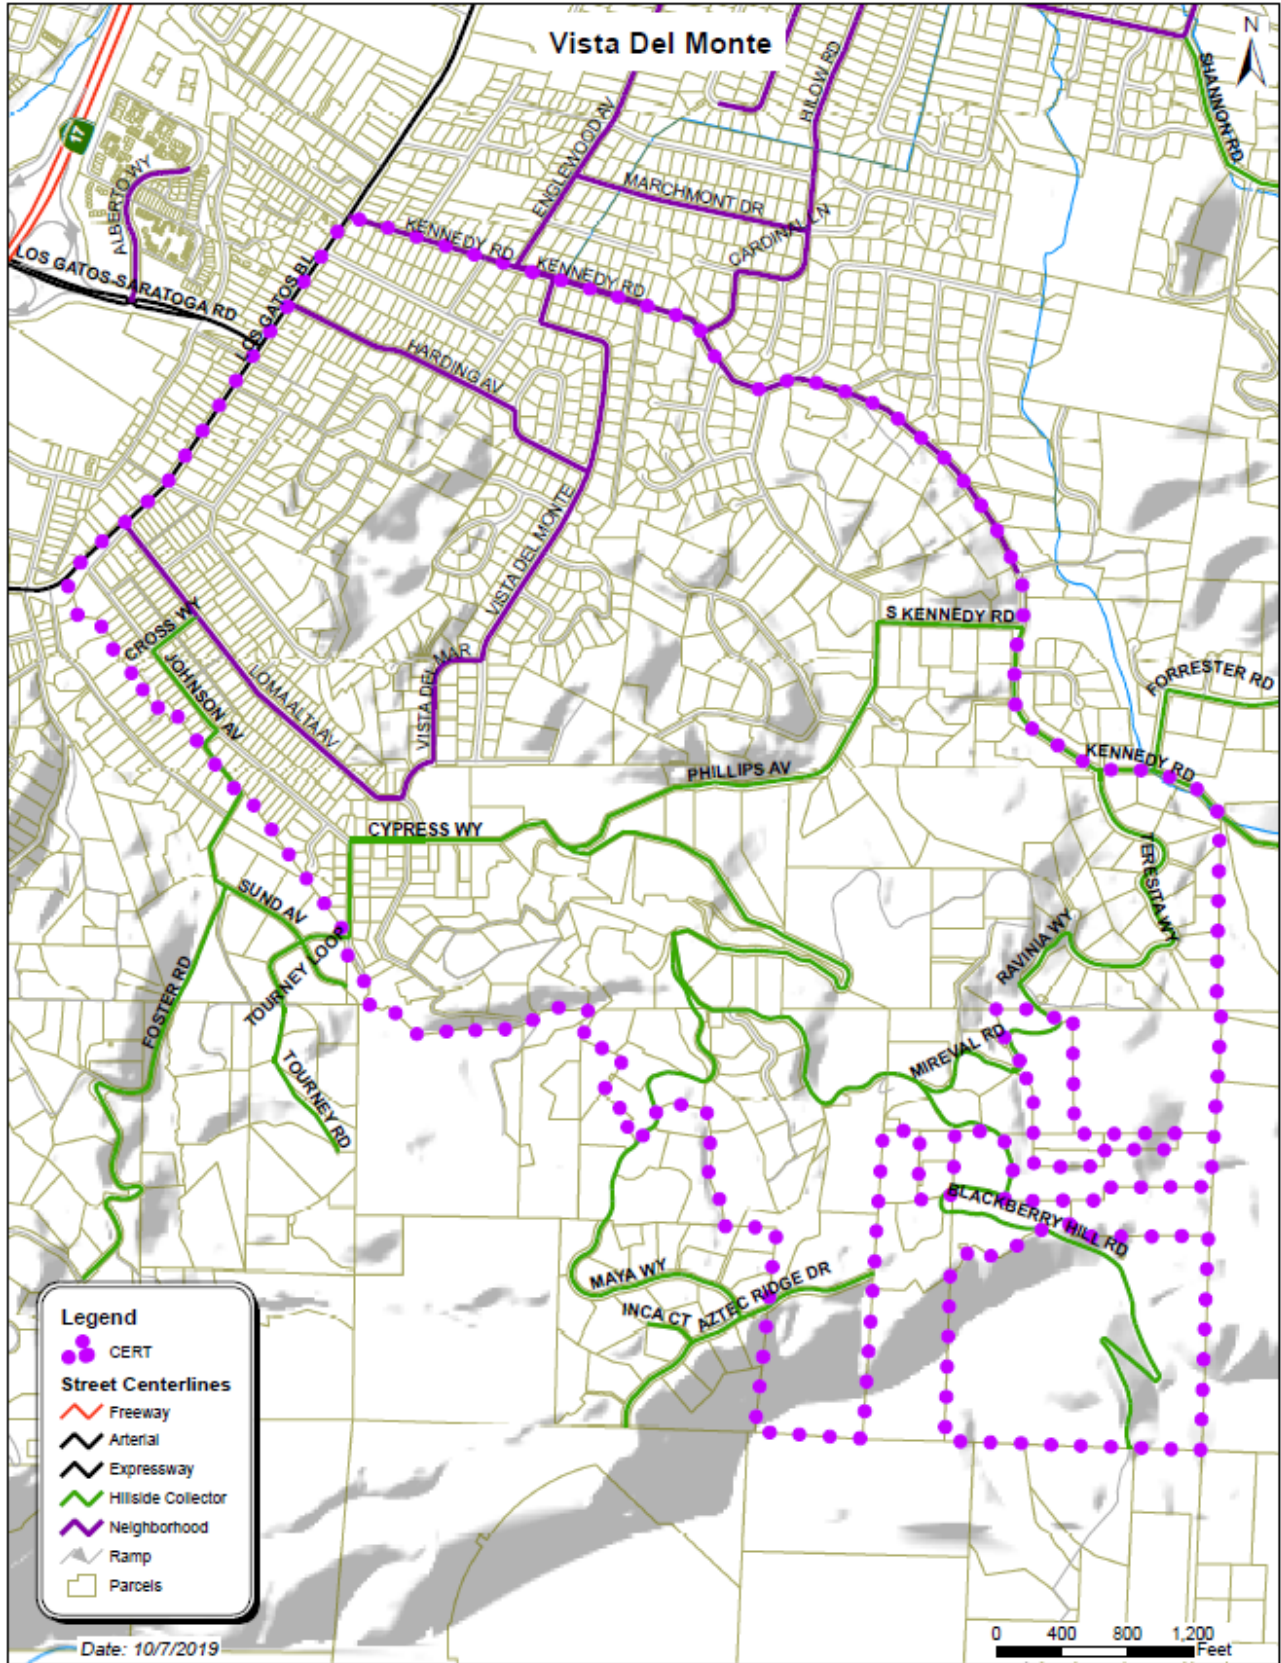 Vista Del Monte
N
17
SHANNON RD
HILOW RD
ENGLEWOOD AV
ALBERTO WY
MARCHMONT DR
KENNEDY RD
CARDINAL LN
LOS GATOS-SARATOGA RD
LOS GATOS BL
KENNEDY RD
HARDING AV
VISTA DEL MONTE
CROSS WY
S KENNEDY RD
JOHNSON AV
LOMA ALTA AV
VISTA DEL MAR
FORRESTER RD
KENNEDY RD
PHILLIPS AV
CYPRESS WY
TERESITA WY
SUND AV
RAVINIA WY
TOURNEY LOOP
FOSTER RD
MIREVAL RD
TOURNEY RD
BLACKBERRY HILL RD
MAYA WY
INCA CT
AZTEC RIDGE DR
Legend
CERT
Street Centerlines
Freeway
Arterial
Expressway
Hillside Collector
Neighborhood
Ramp
Parcels
Date: 10/7/2019
0 400 800 1,200
Feet